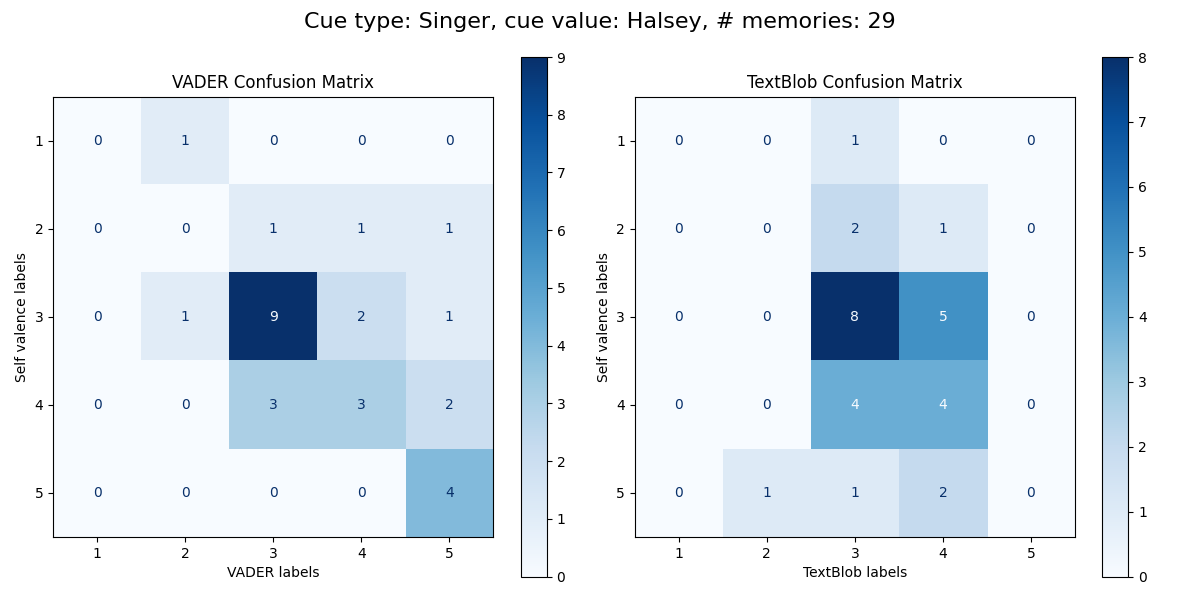 Cue type: Singer, cue value: Halsey, # memories: 29
VADER Confusion Matrix
Self valence labels
1 0 1 0 0 0
2 0 0 1 1 1
3 0 1 9 2 1
4 0 0 3 3 2
5 0 0 0 0 4
1 2 3 4 5
VADER labels
9
8
7
6
5
4
3
2
1
0
TextBlob Confusion Matrix
Self valence labels
1 0 0 1 0 0
2 0 0 2 1 0
3 0 0 8 5 0
4 0 0 4 4 0
5 0 1 1 2 0
1 2 3 4 5
TextBlob labels
8
7
6
5
4
3
2
1
0